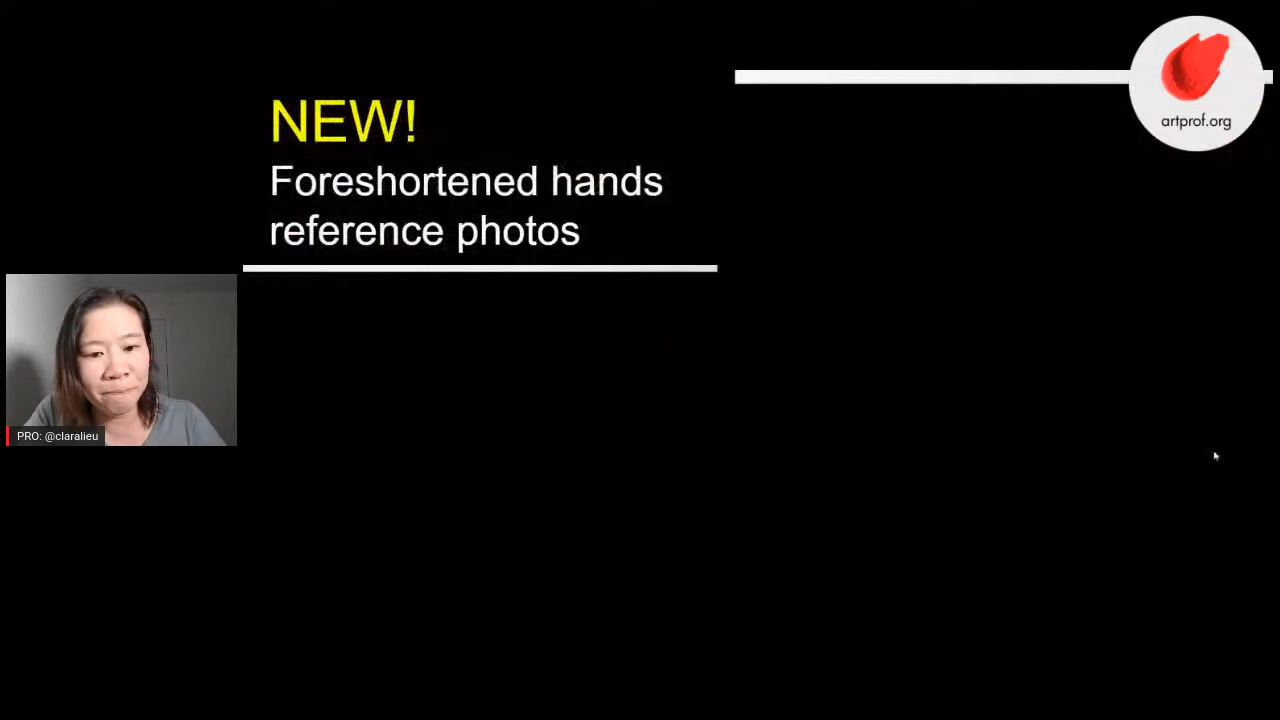 NEW!
Foreshortened hands
reference photos
artprof.org
PRO: @claralieu